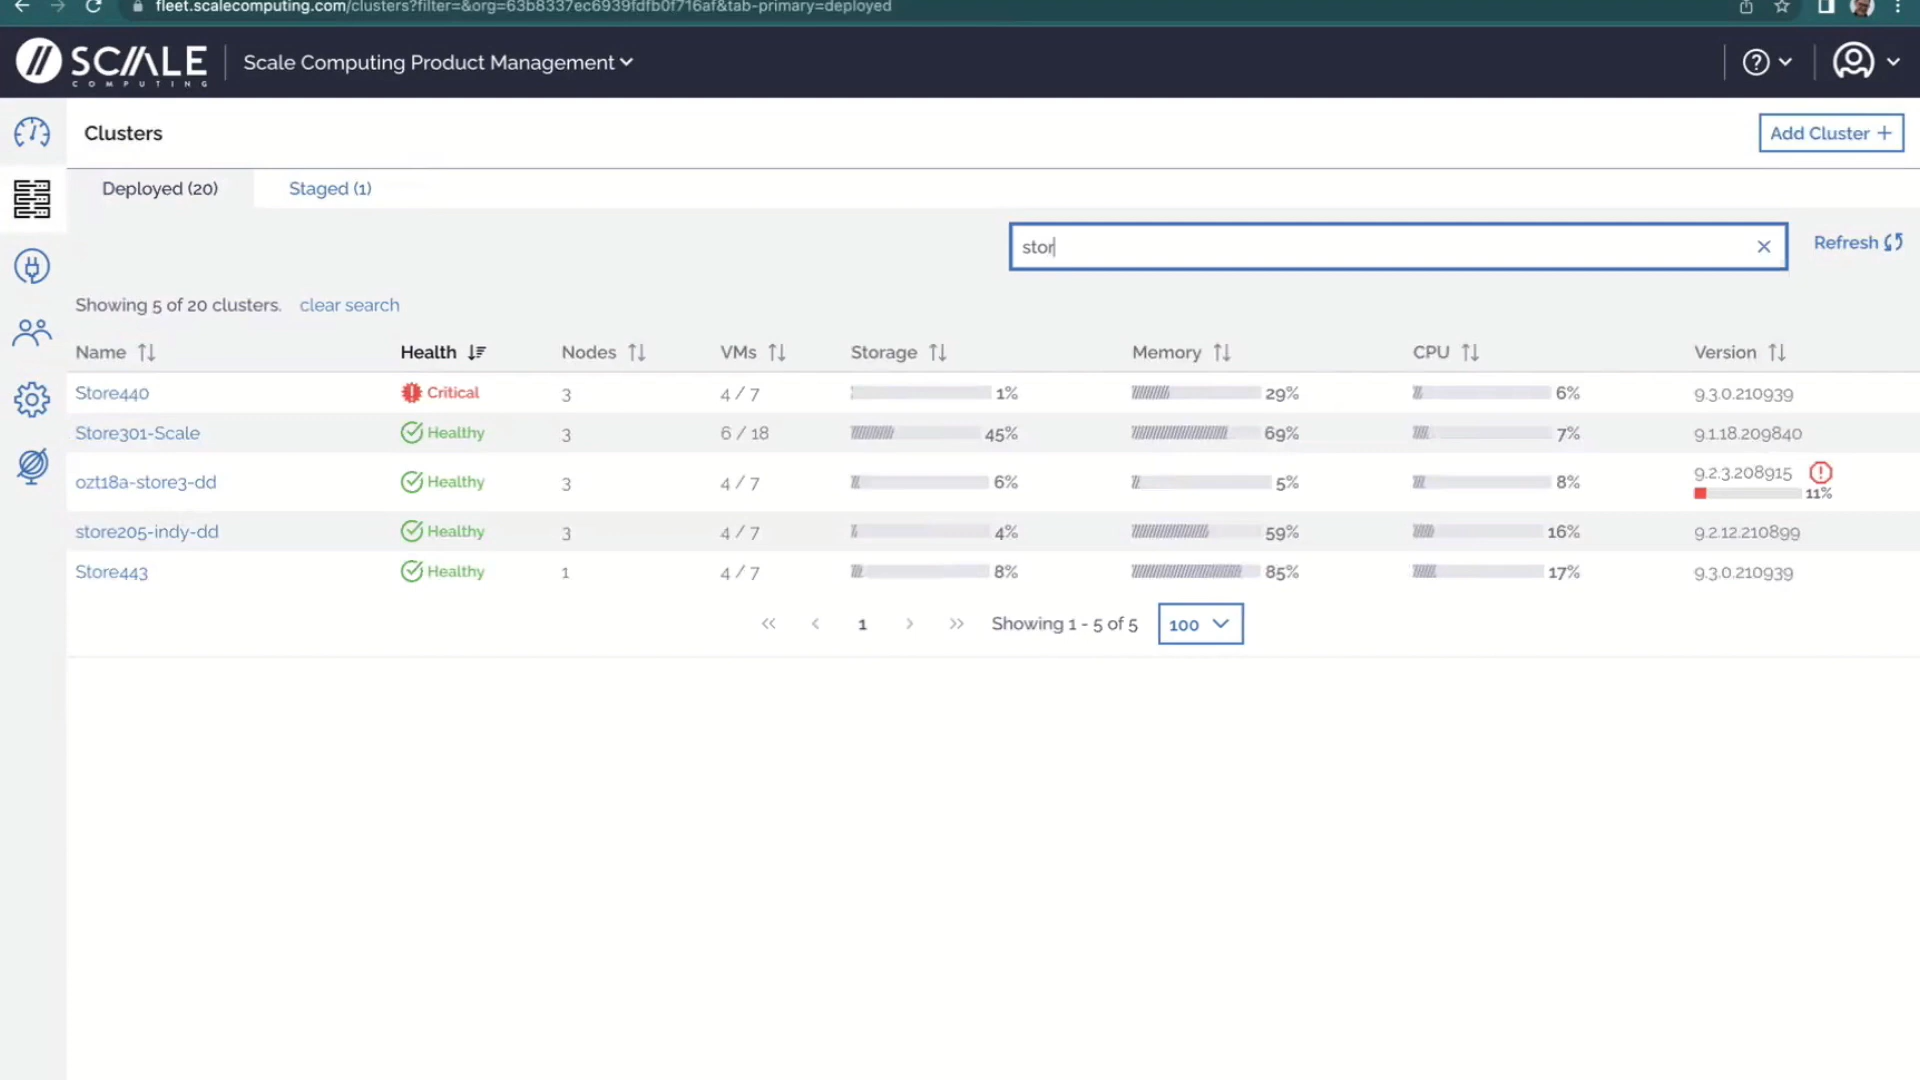 fleet.scalecomputing.com/clusters?filter=&org=63b8337ec6939fdfb0f716af&tab-primary=deployed
SCALE COMPUTING
Scale Computing Product Management
Clusters
Add Cluster +
Deployed (20) Staged (1)
stor
Refresh
Showing 5 of 20 clusters. clear search
Name Health Nodes VMs Storage Memory CPU Version
Store440 Critical 3 4 / 7 1% 29% 6% 9.3.0.210939
Store301-Scale Healthy 3 6 / 18 45% 69% 7% 9.1.18.209840
ozt18a-store3-dd Healthy 3 4 / 7 6% 5% 8% 9.2.3.208915
11%
store205-indy-dd Healthy 3 4 / 7 4% 59% 16% 9.2.12.210899
Store443 Healthy 1 4 / 7 8% 85% 17% 9.3.0.210939
« ‹ 1 › » Showing 1 - 5 of 5 100